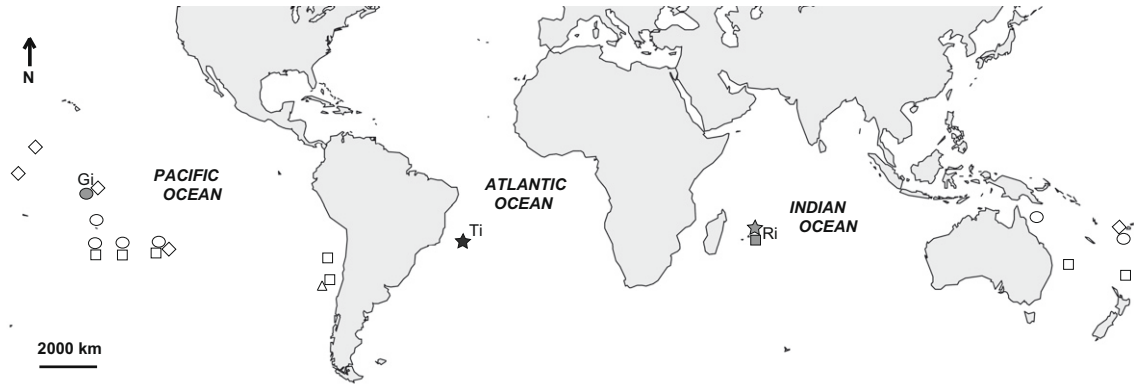 N
Gi
PACIFIC
OCEAN
ATLANTIC
OCEAN
Ti
INDIAN
OCEAN
Ri
2000 km